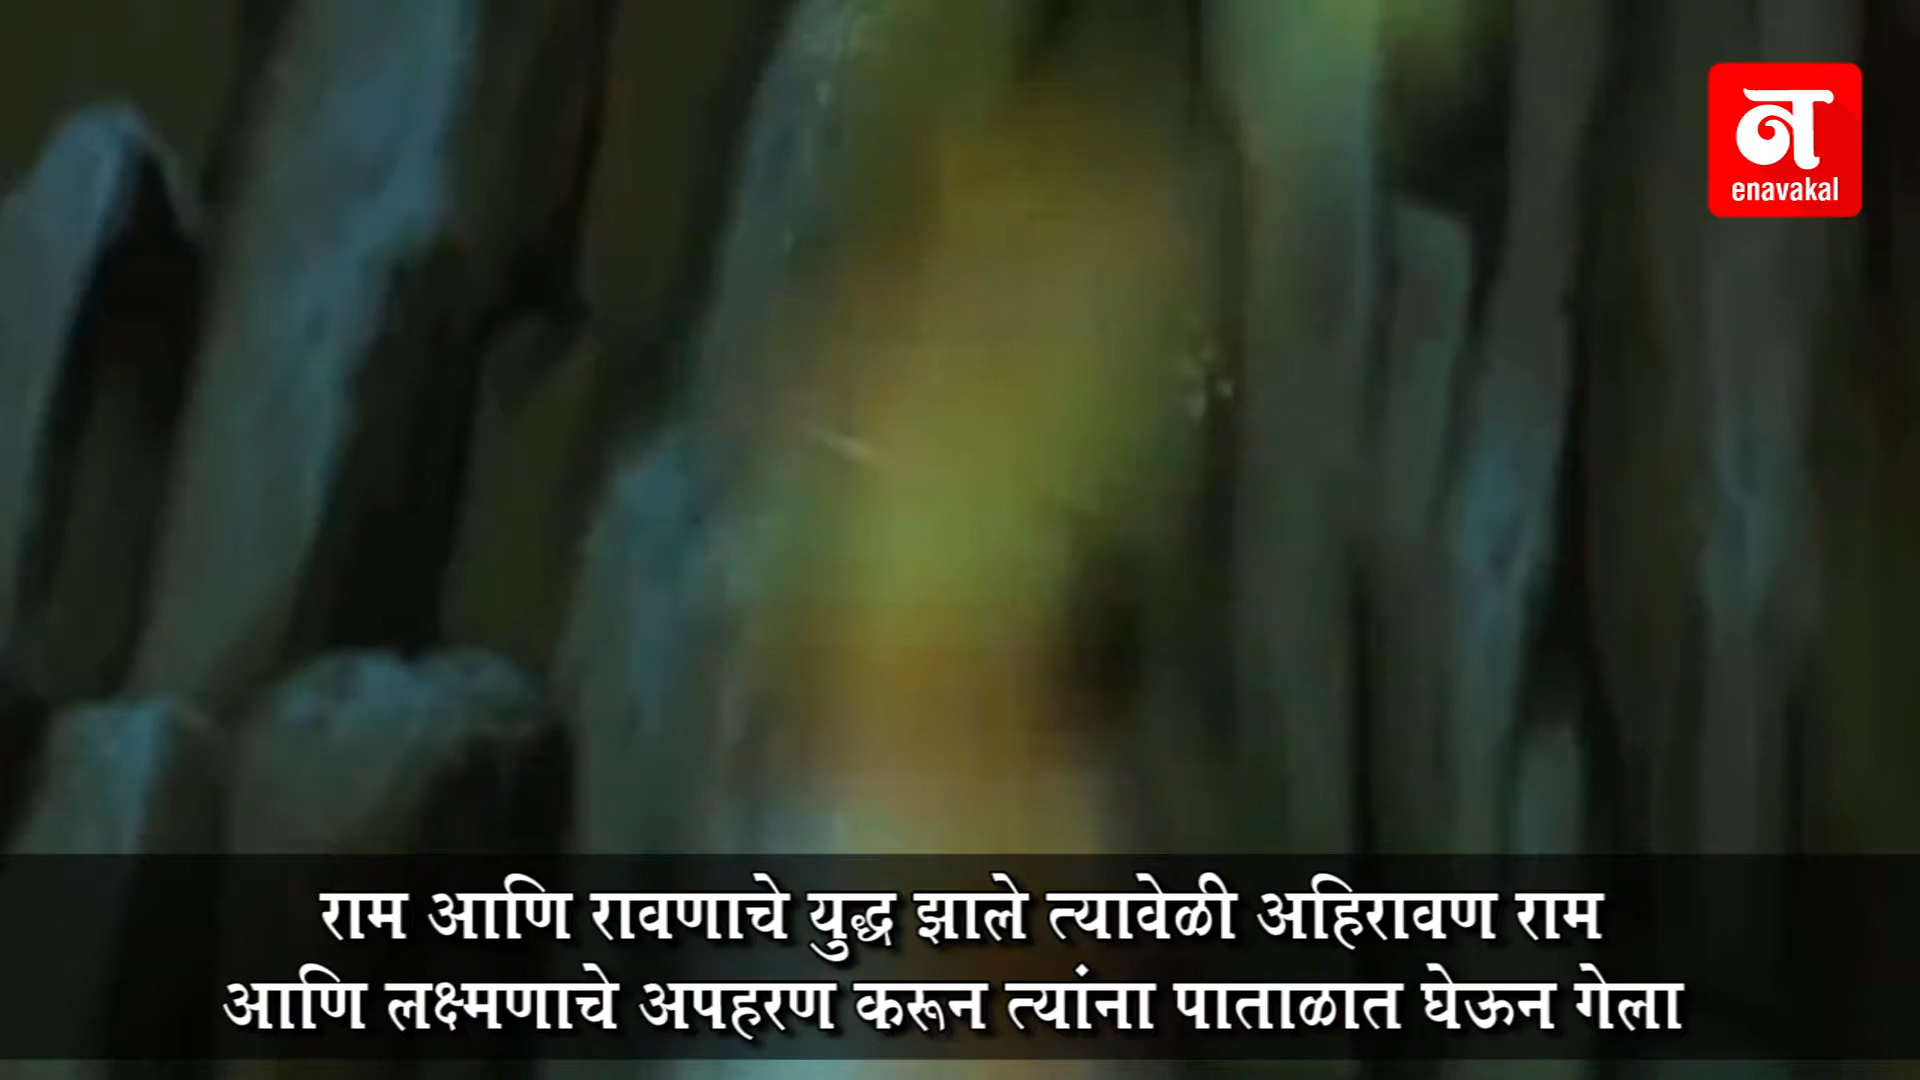 न
enavakal
राम आणि रावणाचे युद्ध झाले त्यावेळी अहिरावण राम
आणि लक्ष्मणाचे अपहरण करून त्यांना पाताळात घेऊन गेला